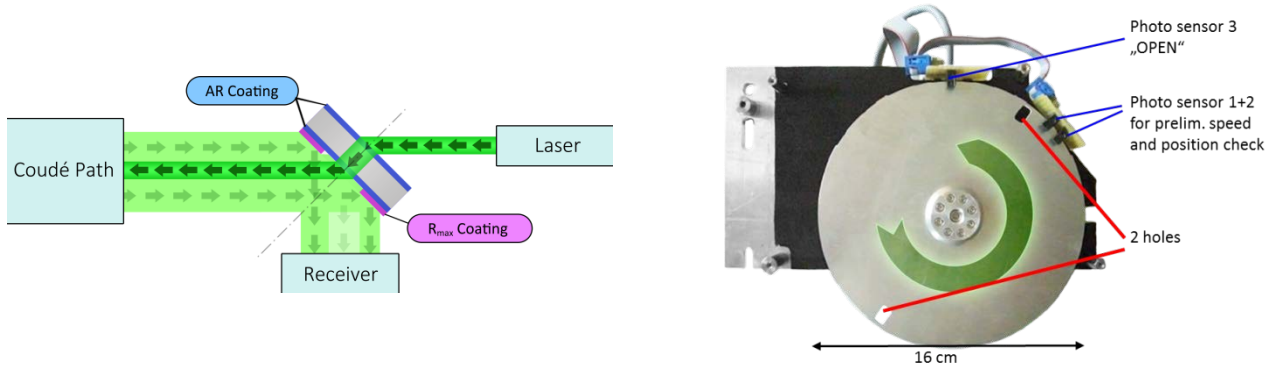 AR Coating
Coudé Path
Laser
R_max Coating
Receiver
Photo sensor 3
„OPEN“
Photo sensor 1+2
for prelim. speed
and position check
2 holes
16 cm